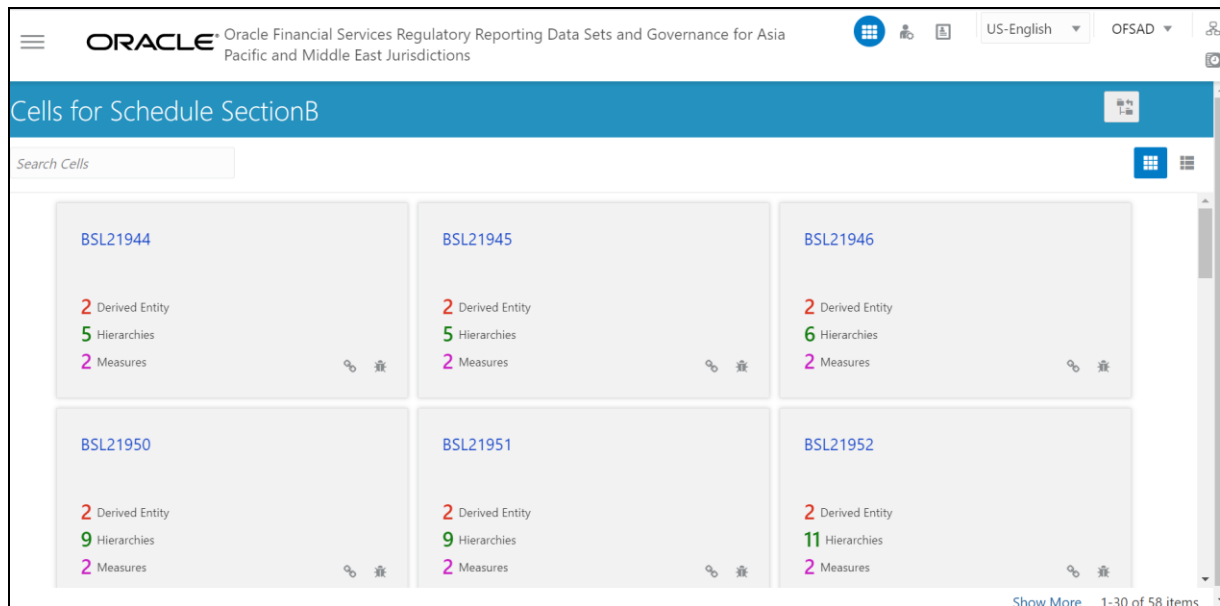 ORACLE® Oracle Financial Services Regulatory Reporting Data Sets and Governance for Asia
Pacific and Middle East Jurisdictions
US-English
OFSAD
Cells for Schedule SectionB
Search Cells
BSL21944
2 Derived Entity
5 Hierarchies
2 Measures
BSL21945
2 Derived Entity
5 Hierarchies
2 Measures
BSL21946
2 Derived Entity
6 Hierarchies
2 Measures
BSL21950
2 Derived Entity
9 Hierarchies
2 Measures
BSL21951
2 Derived Entity
9 Hierarchies
2 Measures
BSL21952
2 Derived Entity
11 Hierarchies
2 Measures
Show More 1-30 of 58 items